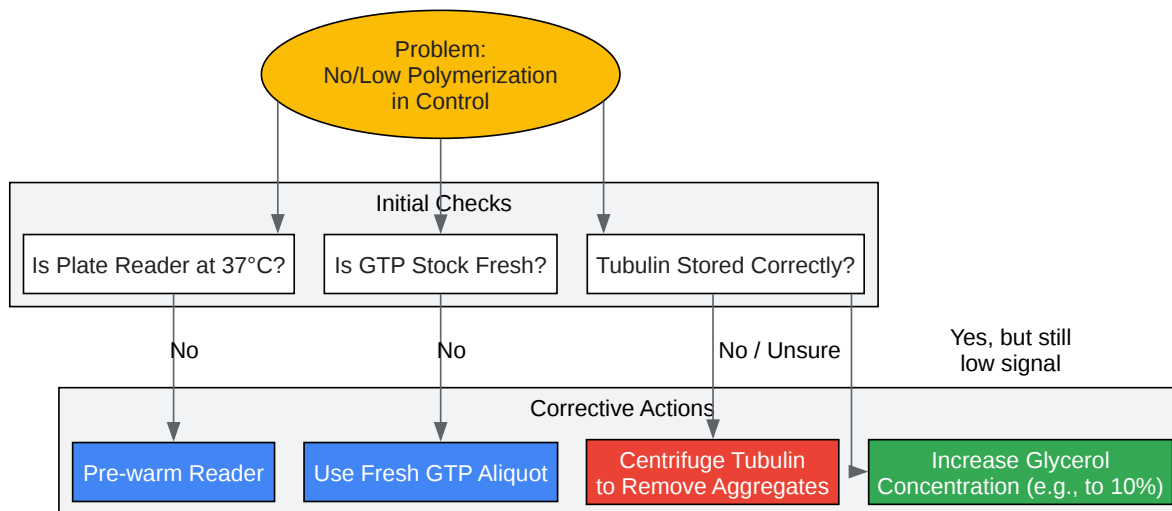 Problem:
No/Low Polymerization
in Control
Initial Checks
Is Plate Reader at 37°C?
Is GTP Stock Fresh?
Tubulin Stored Correctly?
No
No
No / Unsure
Yes, but still
low signal
Corrective Actions
Pre-warm Reader
Use Fresh GTP Aliquot
Centrifuge Tubulin
to Remove Aggregates
Increase Glycerol
Concentration (e.g., to 10%)